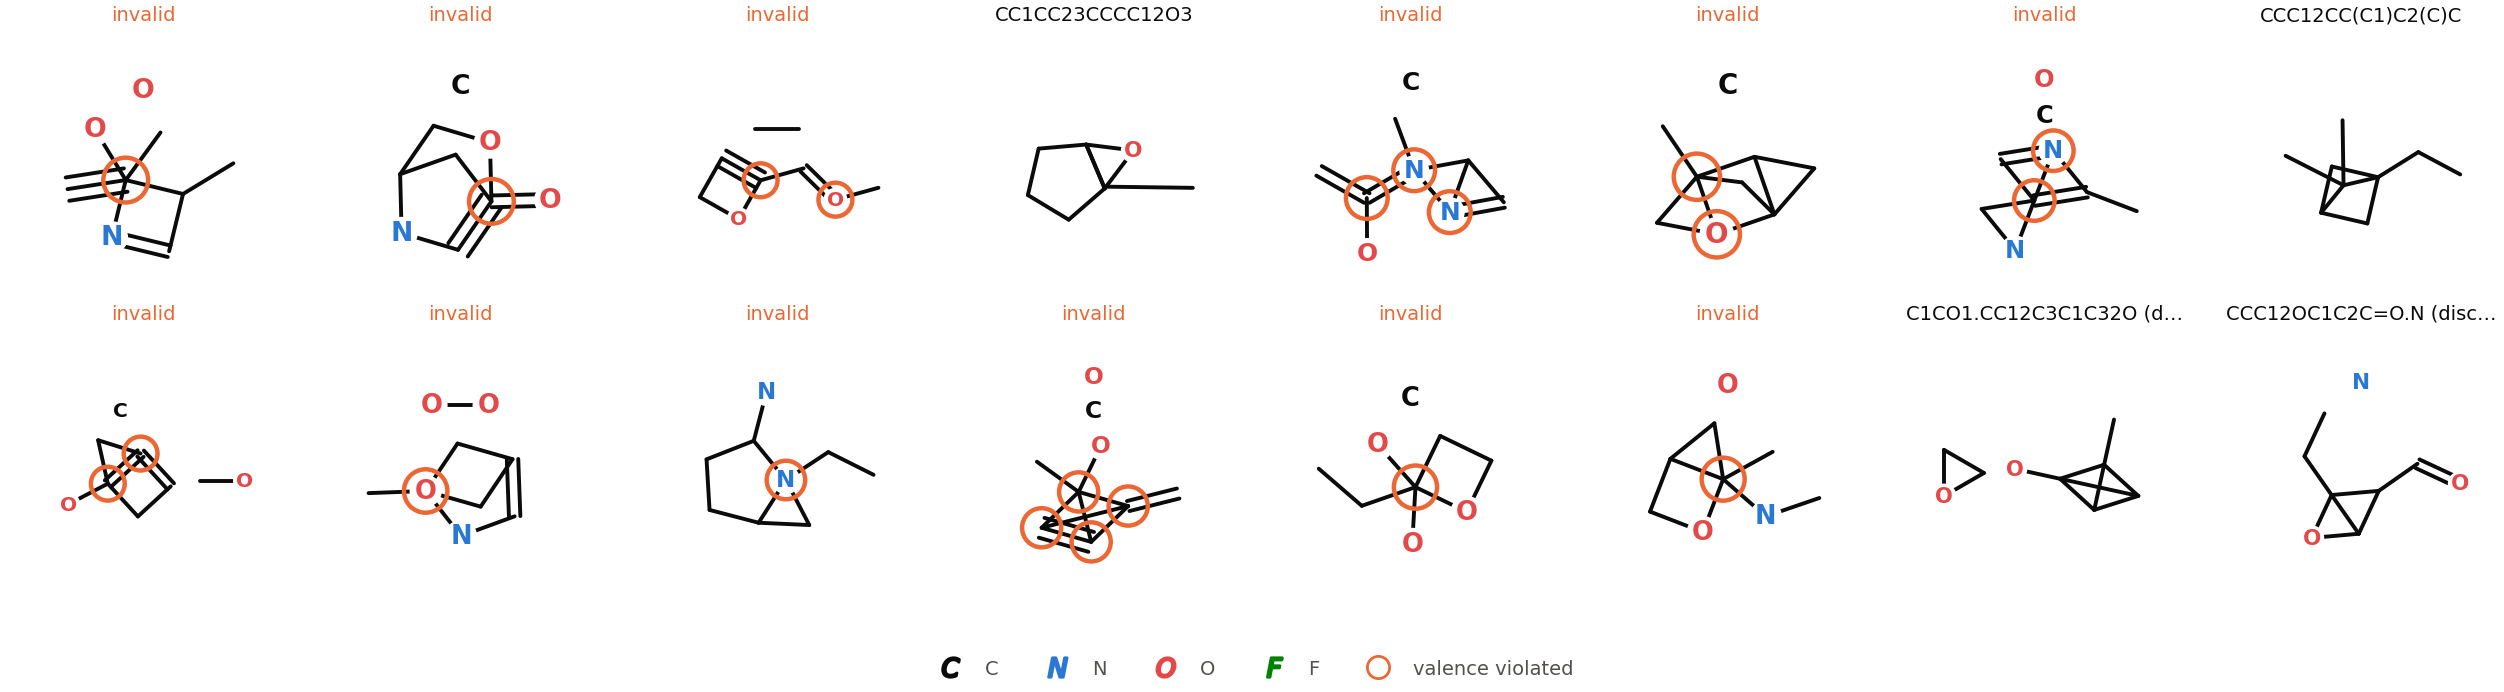 invalid invalid invalid CC1CC23CCCC12O3 invalid invalid invalid CCC12CC(C1)C2(C)C
O C C C O
O O C
N
N O O O N N O O N
invalid invalid invalid invalid invalid invalid C1CO1.CC12C3C1C32O (d... CCC12OC1C2C=O.N (disc...
C O O N O C O N
O O O C O O O O
O N N O O O N O O
C C N N O O F F valence violated